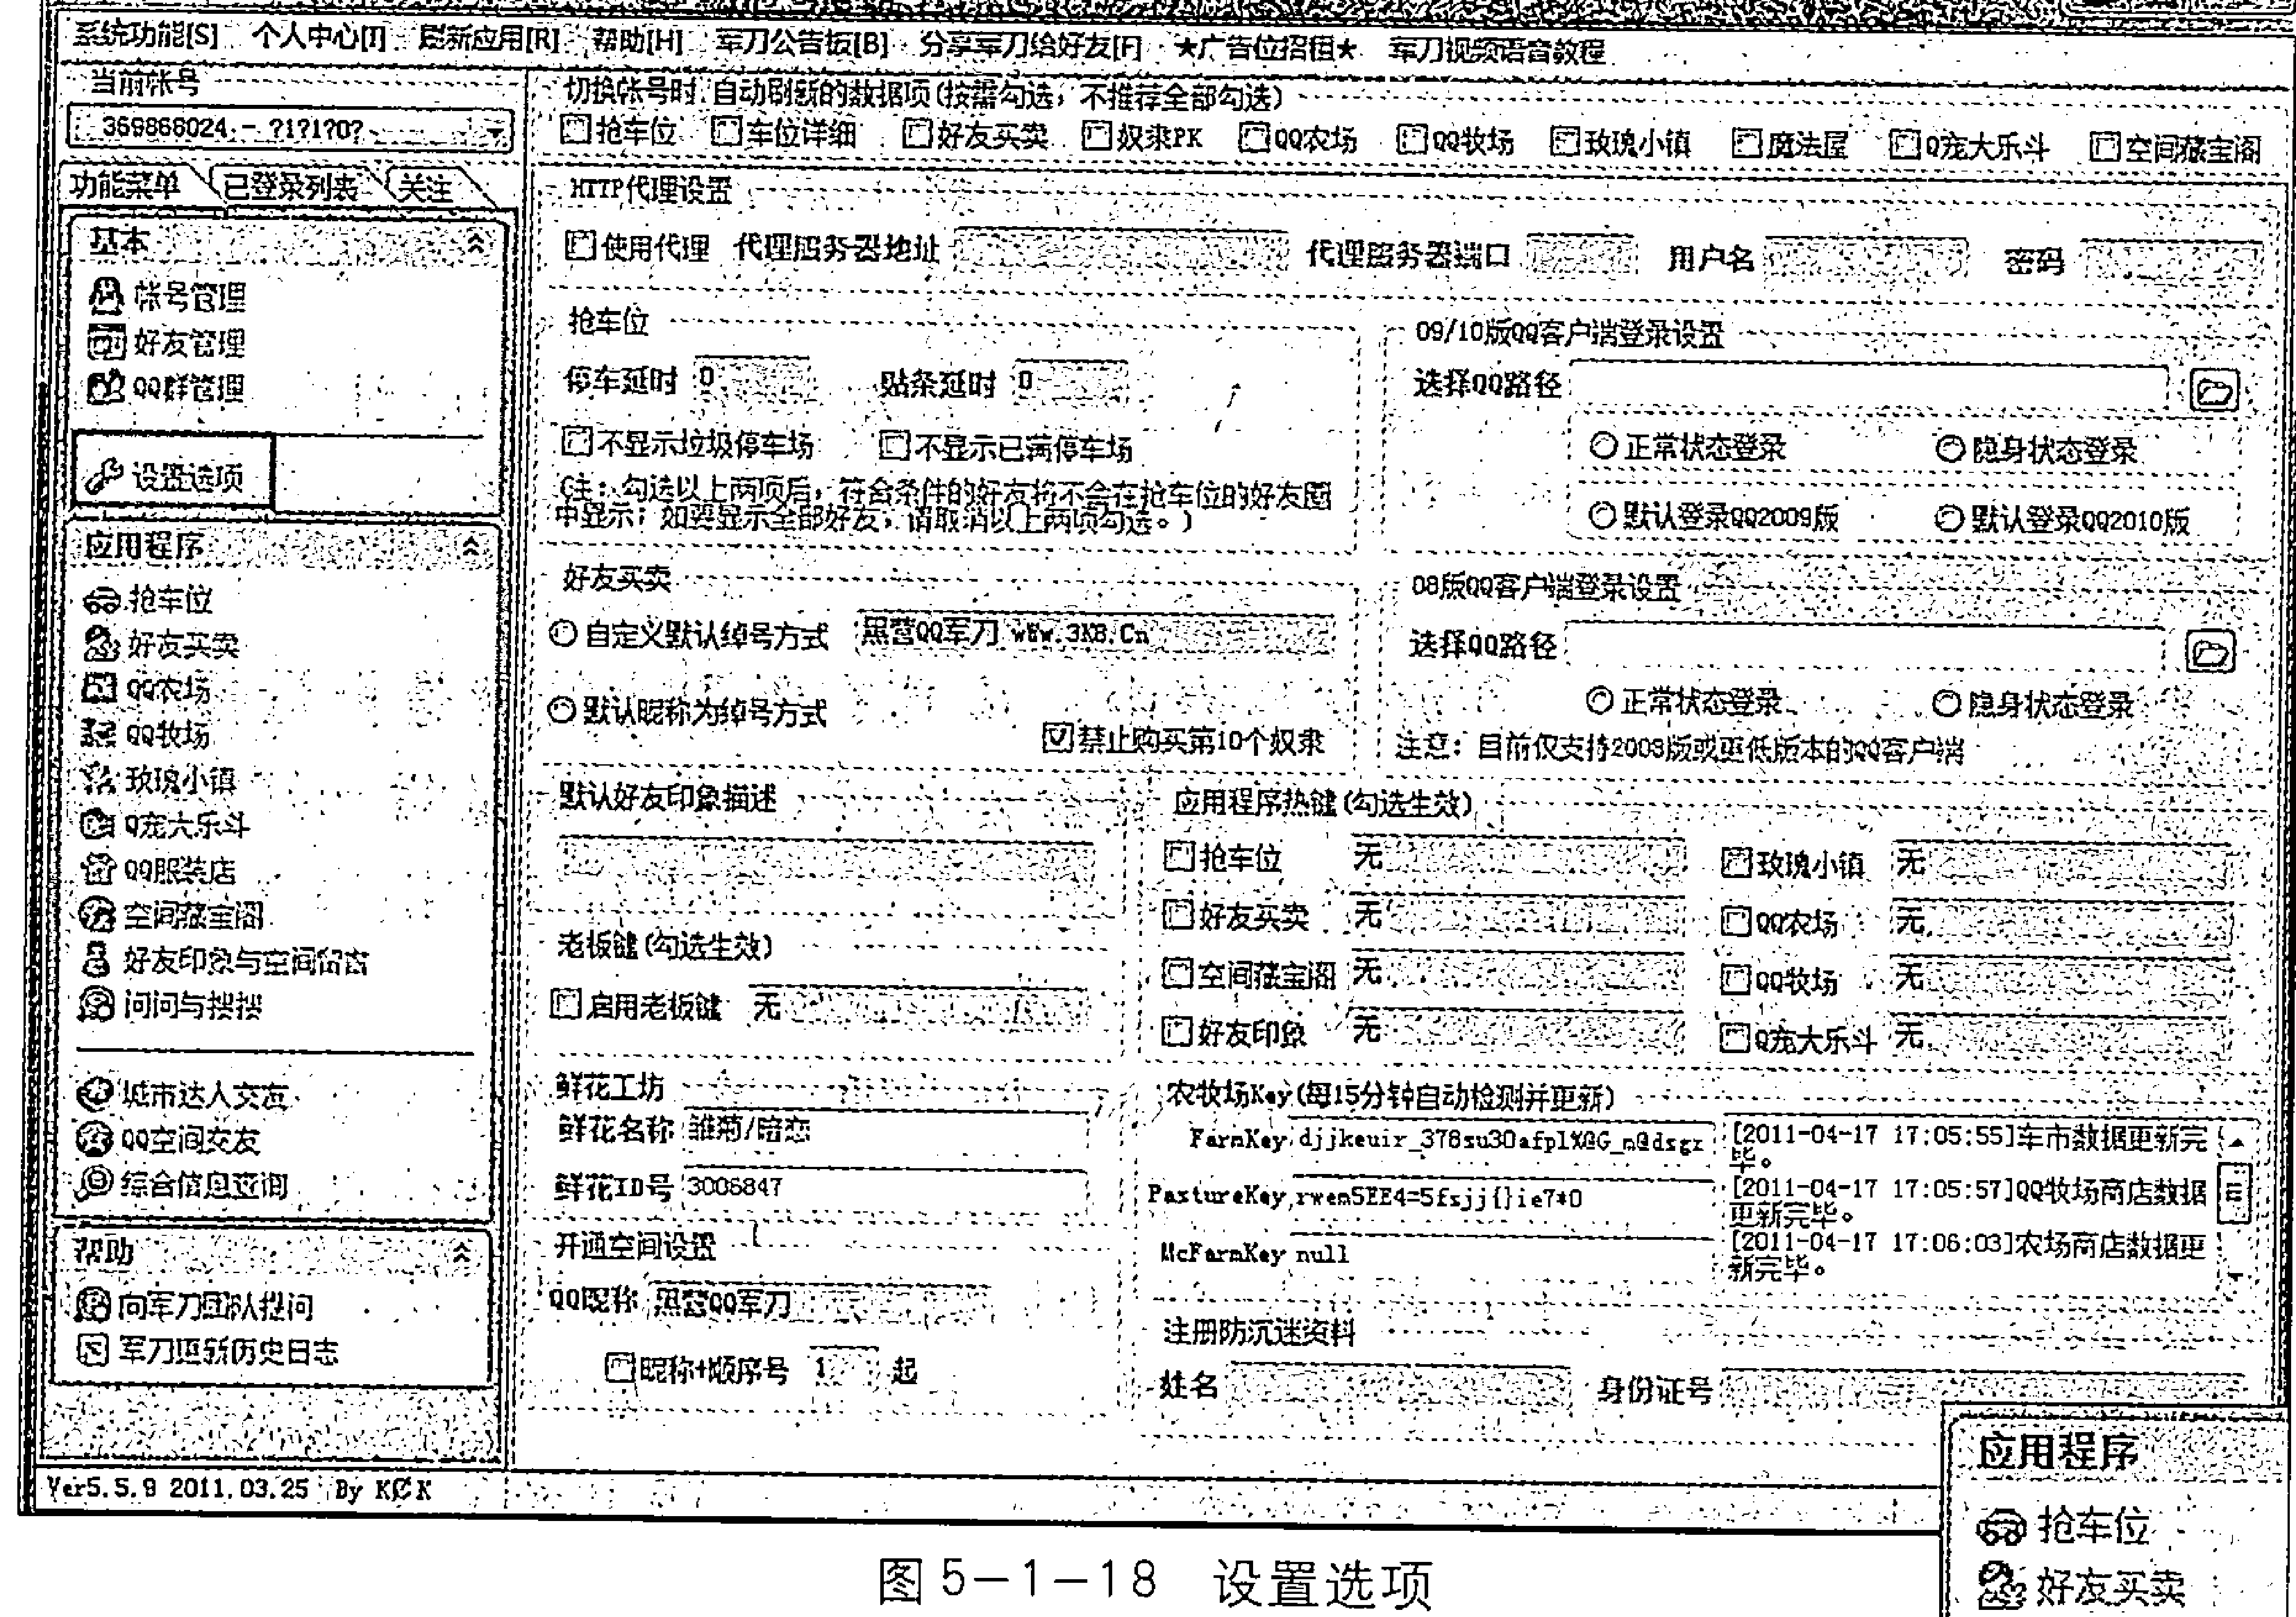 系统功能[S] 个人中心[I] 刷新应用[R] 帮助[H] 军刀公告板[B] 分享军刀给好友[F] ★广告位招租★ 军刀视频语音教程
当前帐号
369868024 - ?1?1?0?
功能菜单 已登录列表 关注
基本
帐号管理
好友管理
QQ群管理
设置选项
应用程序
抢车位
好友买卖
QQ农场
QQ牧场
玫瑰小镇
Q宠大乐斗
QQ服装店
空间藏宝阁
好友印象与空间留言
问问与搜搜
城市达人交友
QQ空间交友
综合信息查询
帮助
向军刀团队提问
军刀更新历史日志
切换帐号时,自动刷新的数据项(按需勾选,不推荐全部勾选)
抢车位 车位详细 好友买卖 奴隶PK QQ农场 QQ牧场 玫瑰小镇 魔法屋 Q宠大乐斗 空间藏宝阁
HTTP代理设置
使用代理 代理服务器地址 代理服务器端口 用户名 密码
抢车位
停车延时 0 贴条延时 0
不显示垃圾停车场 不显示已满停车场
(注:勾选以上两项后,符合条件的好友将不会在抢车位的好友圈
中显示;如要显示全部好友,请取消以上两项勾选。)
09/10版QQ客户端登录设置
选择QQ路径
正常状态登录 隐身状态登录
默认登录QQ2009版 默认登录QQ2010版
好友买卖
自定义默认绰号方式 黑营QQ军刀 www.3K8.Cn
默认昵称为绰号方式
禁止购买第10个奴隶
08版QQ客户端登录设置
选择QQ路径
正常状态登录 隐身状态登录
注意:目前仅支持2008版或更低版本的QQ客户端
默认好友印象描述
老板键(勾选生效)
启用老板键 无
应用程序热键(勾选生效)
抢车位 无 玫瑰小镇 无
好友买卖 无 QQ农场 无
空间藏宝阁 无 QQ牧场 无
好友印象 无 Q宠大乐斗 无
鲜花工坊
鲜花名称 雏菊/暗恋
鲜花ID号 3006847
开通空间设置
QQ昵称 黑营QQ军刀
昵称+顺序号 1 起
农牧场Key(每15分钟自动检测并更新)
FarmKey djjkeuir_378su30afpl%@G_m@dsgz
PastureKey rwem5EE4=5fsjj{}ie7*0
McFarmKey null
[2011-04-17 17:05:55]车市数据更新完
毕。
[2011-04-17 17:05:57]QQ牧场商店数据
更新完毕。
[2011-04-17 17:06:03]农场商店数据更
新完毕。
注册防沉迷资料
姓名 身份证号
Ver5.5.9 2011.03.25 By K
应用程序
抢车位
好友买卖
图5-1-18 设置选项